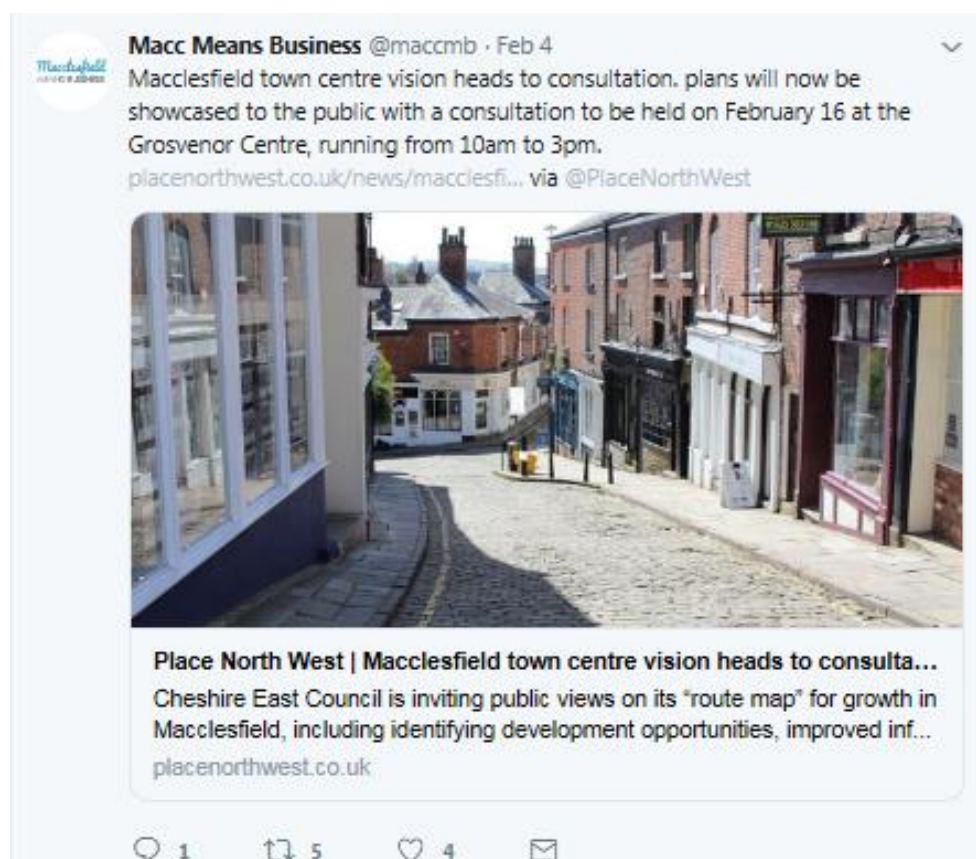 Macc Means Business @maccmb · Feb 4
Macclesfield
Macclesfield town centre vision heads to consultation. plans will now be
showcased to the public with a consultation to be held on February 16 at the
Grosvenor Centre, running from 10am to 3pm.
placenorthwest.co.uk/news/macclesfi... via @PlaceNorthWest
Place North West | Macclesfield town centre vision heads to consulta...
Cheshire East Council is inviting public views on its “route map” for growth in
Macclesfield, including identifying development opportunities, improved inf...
placenorthwest.co.uk
1 5 4